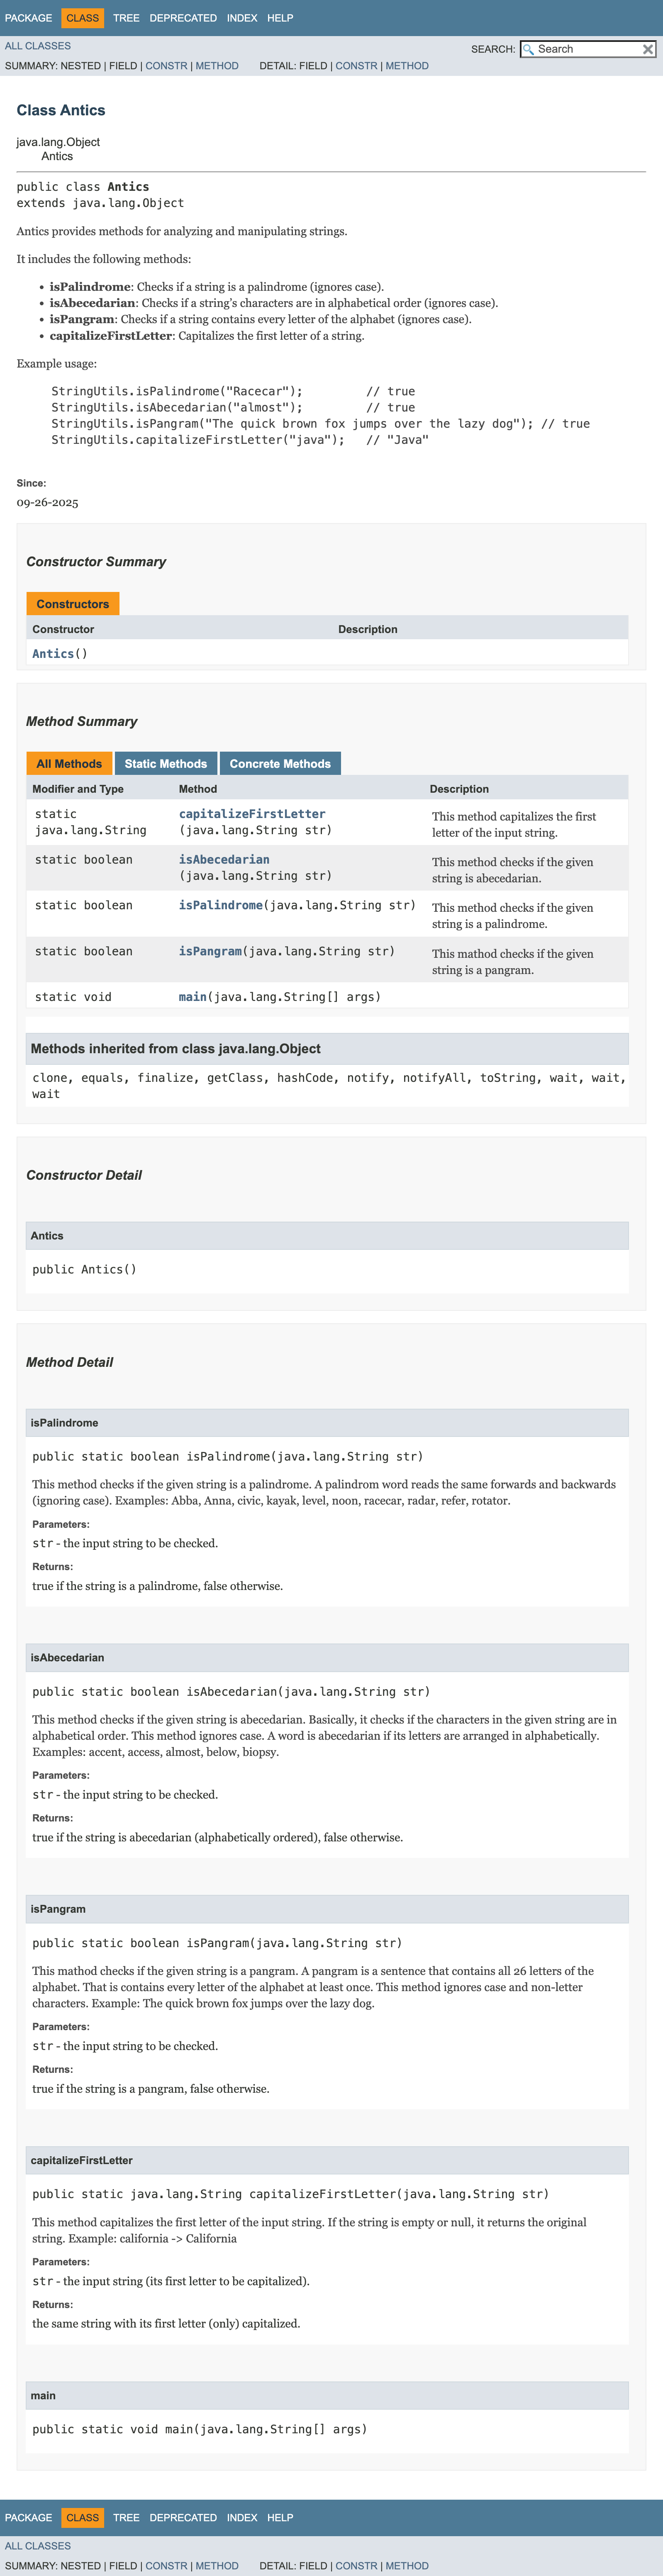 PACKAGE CLASS TREE DEPRECATED INDEX HELP
ALL CLASSES
SEARCH: Search
SUMMARY: NESTED | FIELD | CONSTR | METHOD DETAIL: FIELD | CONSTR | METHOD
Class Antics
java.lang.Object
Antics
public class Antics
extends java.lang.Object
Antics provides methods for analyzing and manipulating strings.
It includes the following methods:
• isPalindrome: Checks if a string is a palindrome (ignores case).
• isAbecedarian: Checks if a string's characters are in alphabetical order (ignores case).
• isPangram: Checks if a string contains every letter of the alphabet (ignores case).
• capitalizeFirstLetter: Capitalizes the first letter of a string.
Example usage:
StringUtils.isPalindrome("Racecar"); // true
StringUtils.isAbecedarian("almost"); // true
StringUtils.isPangram("The quick brown fox jumps over the lazy dog"); // true
StringUtils.capitalizeFirstLetter("java"); // "Java"
Since:
09-26-2025
Constructor Summary
Constructors
Constructor Description
Antics()
Method Summary
All Methods Static Methods Concrete Methods
Modifier and Type Method Description
static java.lang.String capitalizeFirstLetter (java.lang.String str) This method capitalizes the first letter of the input string.
static boolean isAbecedarian (java.lang.String str) This method checks if the given string is abecedarian.
static boolean isPalindrome(java.lang.String str) This method checks if the given string is a palindrome.
static boolean isPangram(java.lang.String str) This mathod checks if the given string is a pangram.
static void main(java.lang.String[] args)
Methods inherited from class java.lang.Object
clone, equals, finalize, getClass, hashCode, notify, notifyAll, toString, wait, wait,
wait
Constructor Detail
Antics
public Antics()
Method Detail
isPalindrome
public static boolean isPalindrome(java.lang.String str)
This method checks if the given string is a palindrome. A palindrom word reads the same forwards and backwards
(ignoring case). Examples: Abba, Anna, civic, kayak, level, noon, racecar, radar, refer, rotator.
Parameters:
str - the input string to be checked.
Returns:
true if the string is a palindrome, false otherwise.
isAbecedarian
public static boolean isAbecedarian(java.lang.String str)
This method checks if the given string is abecedarian. Basically, it checks if the characters in the given string are in
alphabetical order. This method ignores case. A word is abecedarian if its letters are arranged in alphabetically.
Examples: accent, access, almost, below, biopsy.
Parameters:
str - the input string to be checked.
Returns:
true if the string is abecedarian (alphabetically ordered), false otherwise.
isPangram
public static boolean isPangram(java.lang.String str)
This mathod checks if the given string is a pangram. A pangram is a sentence that contains all 26 letters of the
alphabet. That is contains every letter of the alphabet at least once. This method ignores case and non-letter
characters. Example: The quick brown fox jumps over the lazy dog.
Parameters:
str - the input string to be checked.
Returns:
true if the string is a pangram, false otherwise.
capitalizeFirstLetter
public static java.lang.String capitalizeFirstLetter(java.lang.String str)
This method capitalizes the first letter of the input string. If the string is empty or null, it returns the original
string. Example: california -> California
Parameters:
str - the input string (its first letter to be capitalized).
Returns:
the same string with its first letter (only) capitalized.
main
public static void main(java.lang.String[] args)
PACKAGE CLASS TREE DEPRECATED INDEX HELP
ALL CLASSES
SUMMARY: NESTED | FIELD | CONSTR | METHOD DETAIL: FIELD | CONSTR | METHOD